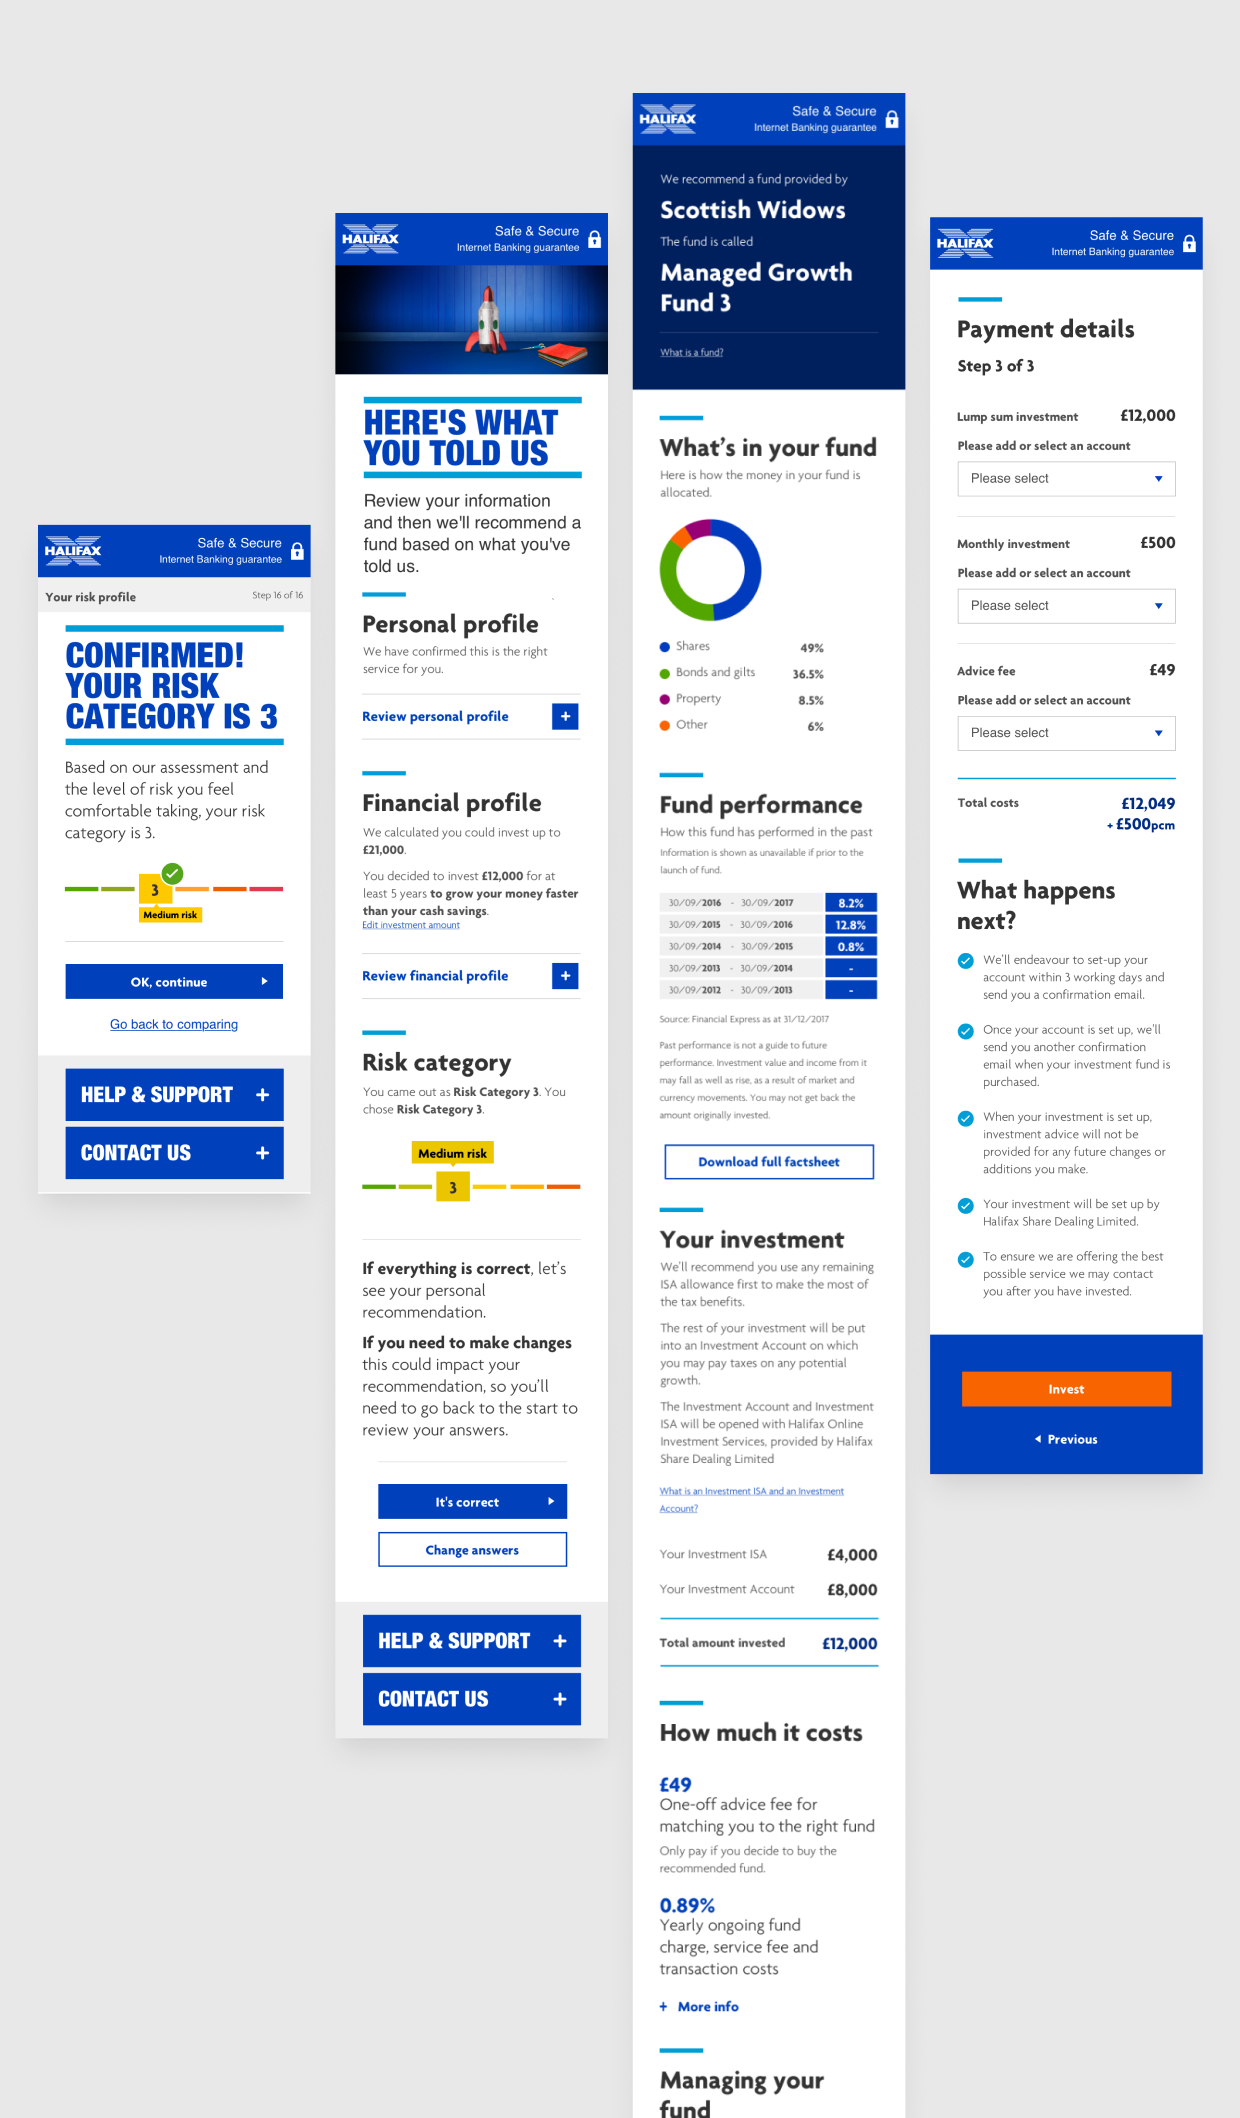 HALIFAX
Safe & Secure
Internet Banking guarantee
Your risk profile
Step 16 of 16
CONFIRMED!
YOUR RISK
CATEGORY IS 3
Based on our assessment and
the level of risk you feel
comfortable taking, your risk
category is 3.
3
Medium risk
OK, continue
Go back to comparing
HELP & SUPPORT +
CONTACT US +
HALIFAX
Safe & Secure
Internet Banking guarantee
HERE'S WHAT
YOU TOLD US
Review your information
and then we'll recommend a
fund based on what you've
told us.
Personal profile
We have confirmed this is the right
service for you.
Review personal profile +
Financial profile
We calculated you could invest up to
£21,000.
You decided to invest £12,000 for at
least 5 years to grow your money faster
than your cash savings.
Edit investment amount
Review financial profile +
Risk category
You came out as Risk Category 3. You
chose Risk Category 3.
Medium risk
3
If everything is correct, let's
see your personal
recommendation.
If you need to make changes
this could impact your
recommendation, so you'll
need to go back to the start to
review your answers.
It's correct
Change answers
HELP & SUPPORT +
CONTACT US +
HALIFAX
Safe & Secure
Internet Banking guarantee
We recommend a fund provided by
Scottish Widows
The fund is called
Managed Growth
Fund 3
What is a fund?
What's in your fund
Here is how the money in your fund is
allocated.
Shares 49%
Bonds and gilts 36.5%
Property 8.5%
Other 6%
Fund performance
How this fund has performed in the past
Information is shown as unavailable if prior to the
launch of fund.
30/09/2016 - 30/09/2017 8.2%
30/09/2015 - 30/09/2016 12.8%
30/09/2014 - 30/09/2015 0.8%
30/09/2013 - 30/09/2014 -
30/09/2012 - 30/09/2013 -
Source: Financial Express as at 31/12/2017
Past performance is not a guide to future
performance. Investment value and income from it
may fall as well as rise, as a result of market and
currency movements. You may not get back the
amount originally invested.
Download full factsheet
Your investment
We'll recommend you use any remaining
ISA allowance first to make the most of
the tax benefits.
The rest of your investment will be put
into an Investment Account on which
you may pay taxes on any potential
growth.
The Investment Account and Investment
ISA will be opened with Halifax Online
Investment Services, provided by Halifax
Share Dealing Limited
What is an Investment ISA and an Investment
Account?
Your Investment ISA £4,000
Your Investment Account £8,000
Total amount invested £12,000
How much it costs
£49
One-off advice fee for
matching you to the right fund
Only pay if you decide to buy the
recommended fund.
0.89%
Yearly ongoing fund
charge, service fee and
transaction costs
+ More info
Managing your
fund
HALIFAX
Safe & Secure
Internet Banking guarantee
Payment details
Step 3 of 3
Lump sum investment £12,000
Please add or select an account
Please select
Monthly investment £500
Please add or select an account
Please select
Advice fee £49
Please add or select an account
Please select
Total costs £12,049
+ £500pcm
What happens
next?
We'll endeavour to set-up your
account within 3 working days and
send you a confirmation email.
Once your account is set up, we'll
send you another confirmation
email when your investment fund is
purchased.
When your investment is set up,
investment advice will not be
provided for any future changes or
additions you make.
Your investment will be set up by
Halifax Share Dealing Limited.
To ensure we are offering the best
possible service we may contact
you after you have invested.
Invest
Previous